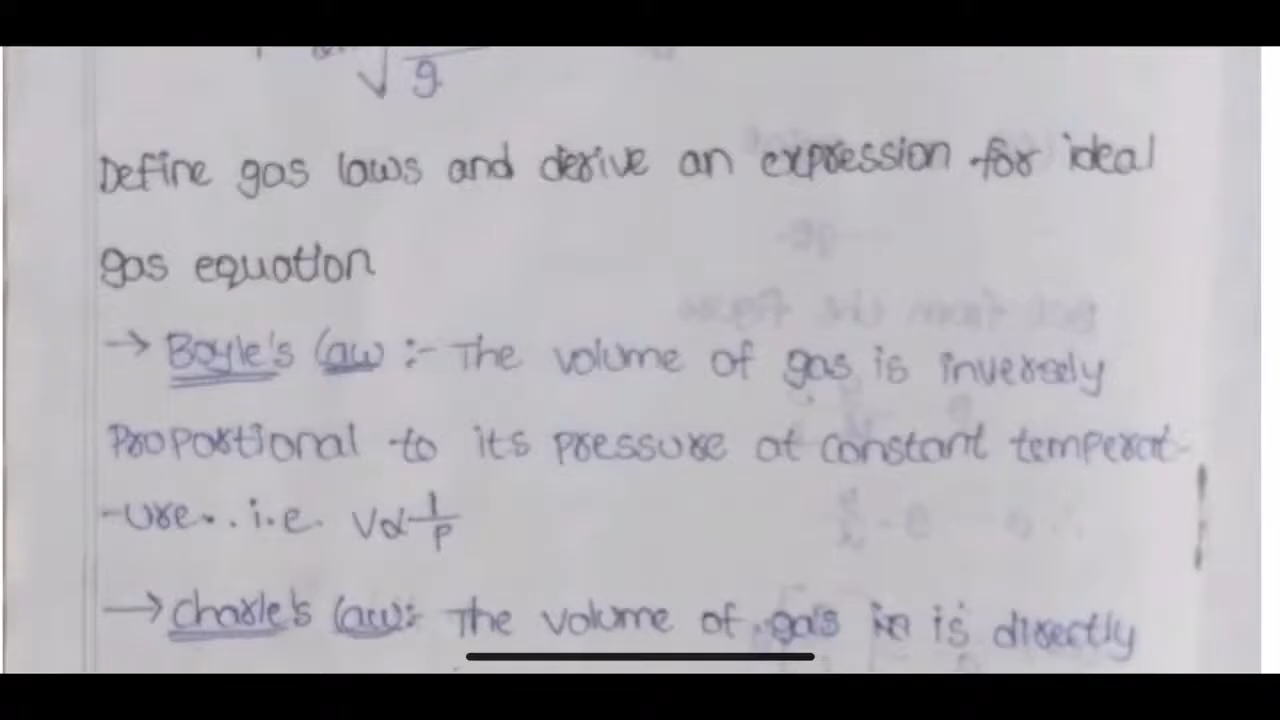 g
Define gas laws and derive an expression for ideal
gas equation
→ Boyle's Law :- The volume of gas is inversely
Proportional to its pressure at constant temperat-
-ure. . i.e. V∝1/P
→ Charle's Law: The volume of gas in is directly